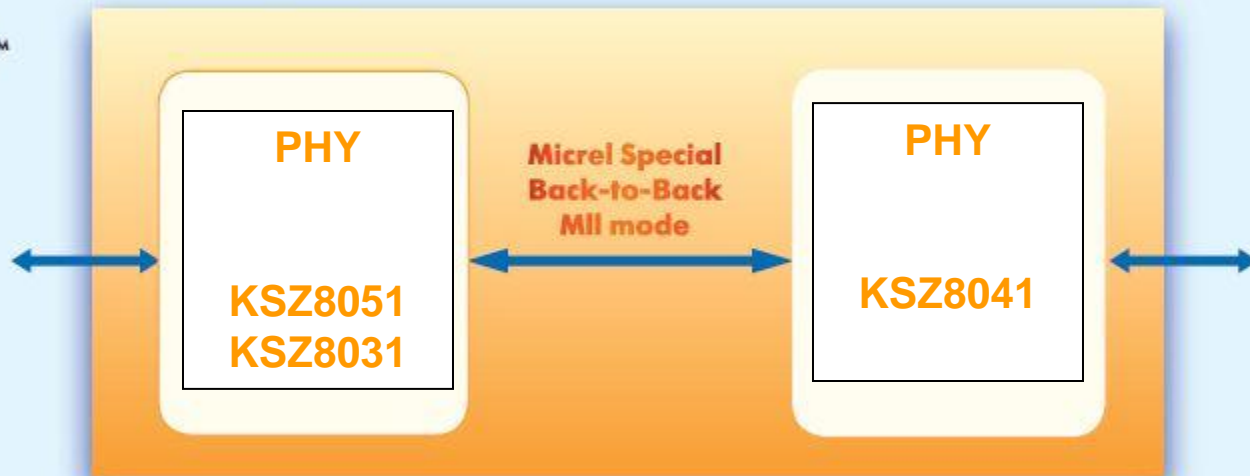 M
PHY
KSZ8051
KSZ8031
Micrel Special
Back-to-Back
MII mode
PHY
KSZ8041